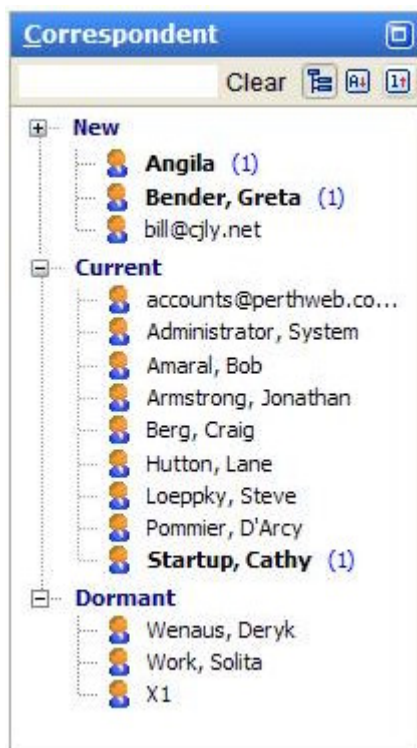 Correspondent
Clear
New
Angila (1)
Bender, Greta (1)
bill@cjly.net
Current
accounts@perthweb.co...
Administrator, System
Amaral, Bob
Armstrong, Jonathan
Berg, Craig
Hutton, Lane
Loeppky, Steve
Pommier, D'Arcy
Startup, Cathy (1)
Dormant
Wenaus, Deryk
Work, Solita
X1